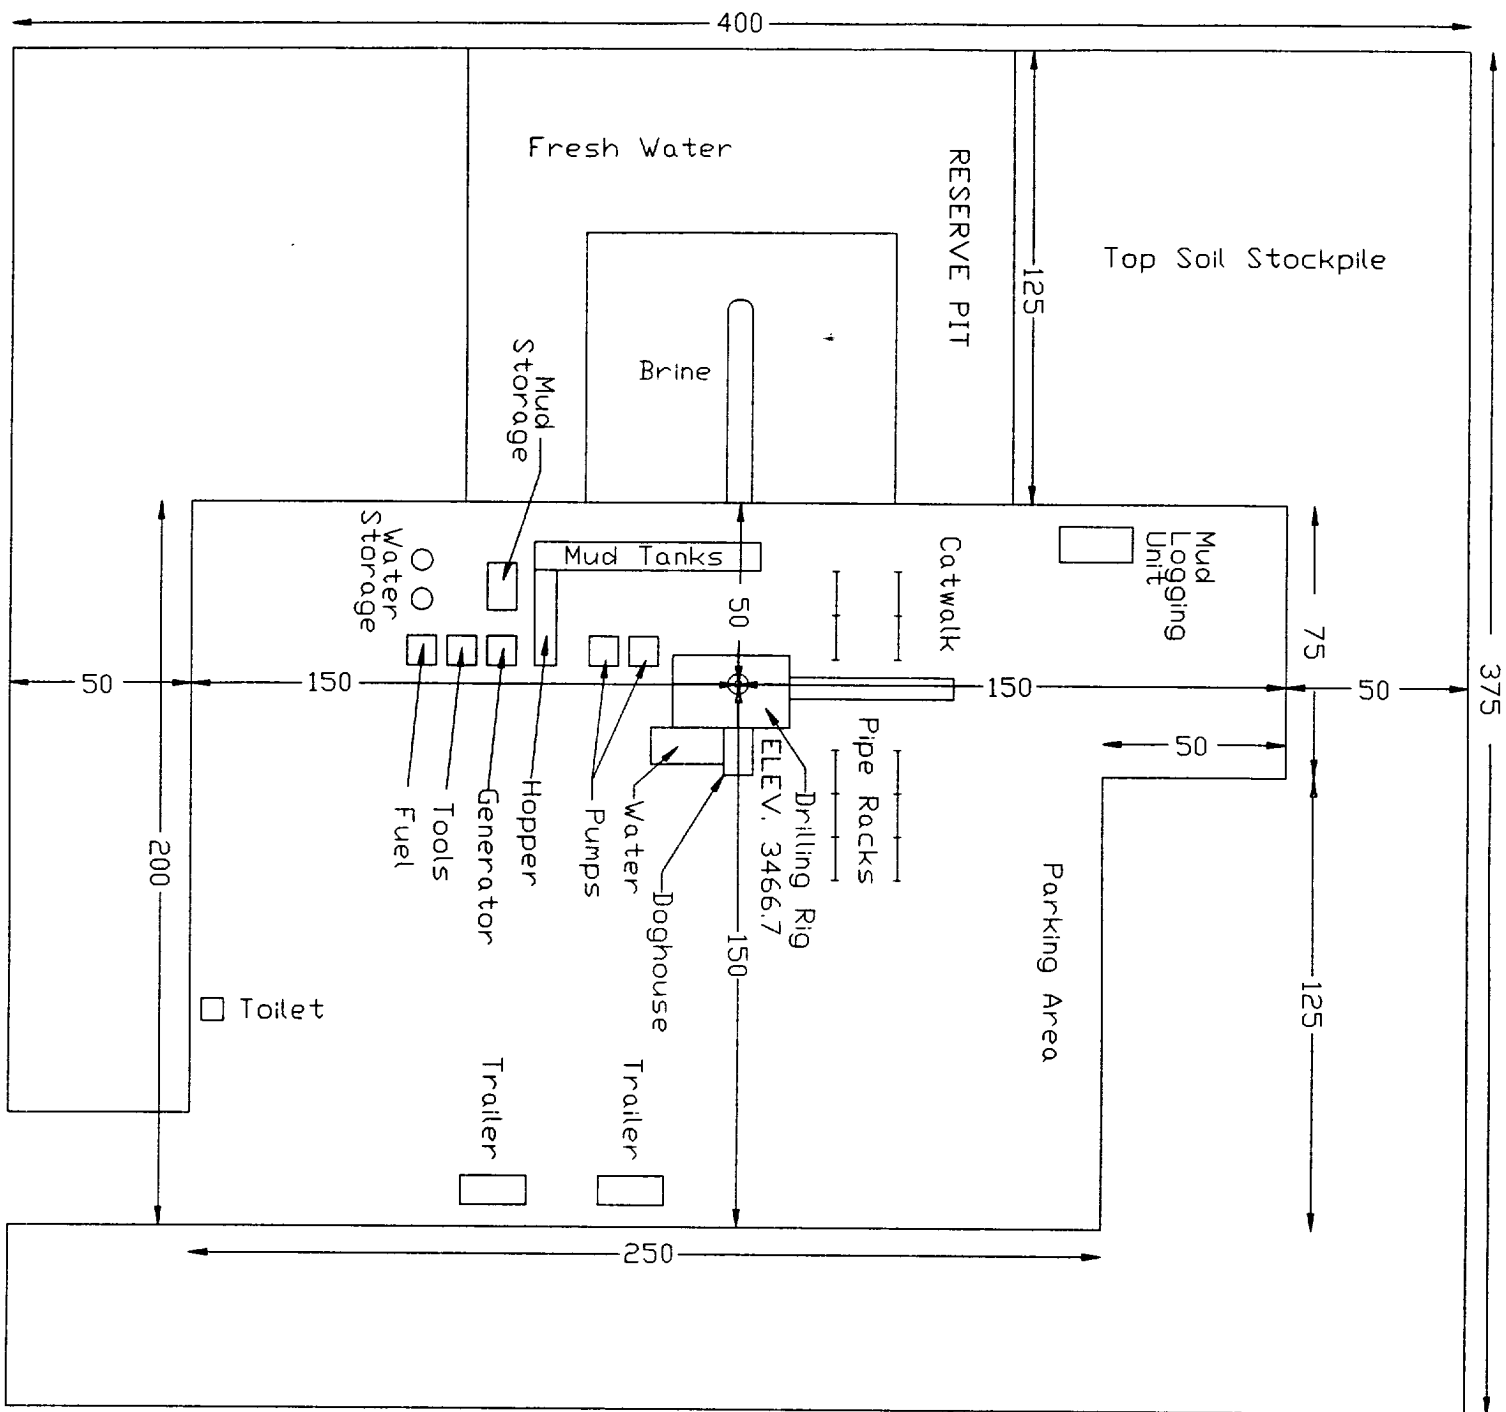 400
Fresh Water
RESERVE PIT
125
Top Soil Stockpile
375
Brine
Mud
Storage
Water
Storage
Mud Tanks
50
Catwalk
Mud
Logging
Unit
75
50
150
150
50
50
Fuel
Tools
Generator
Hopper
Pumps
Water
Doghouse
Drilling Rig
ELEV. 3466.7
Pipe Racks
Parking Area
200
150
125
Toilet
Trailer
Trailer
250